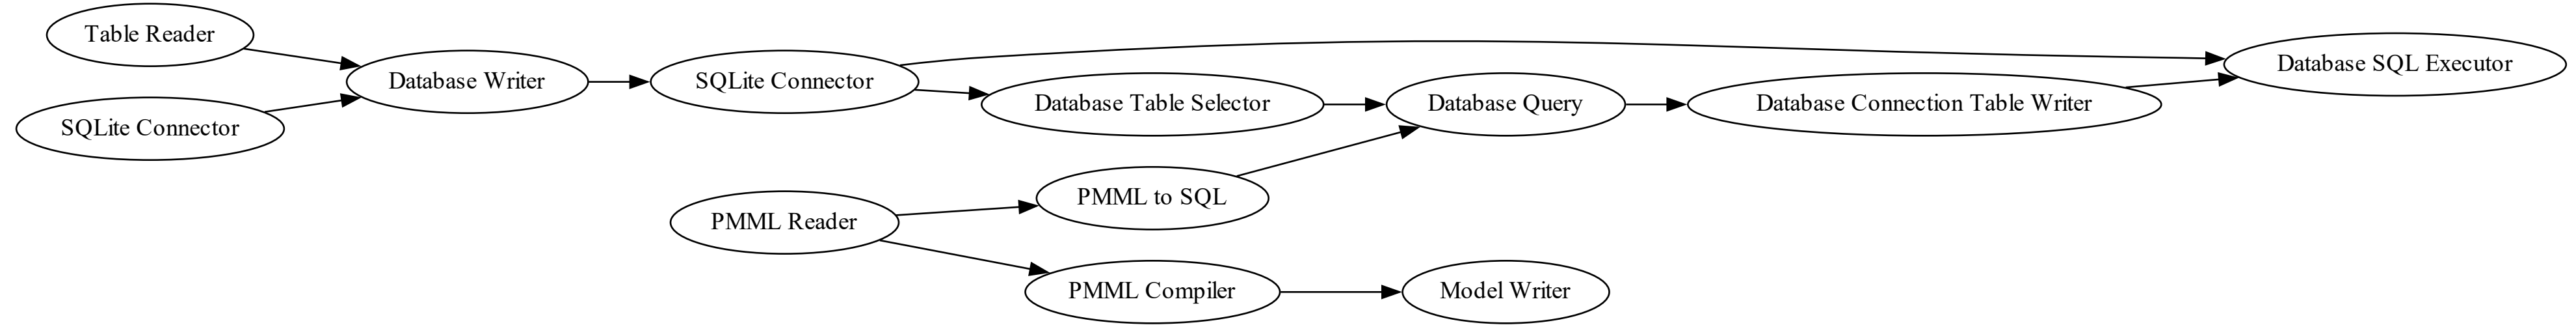 Table Reader
SQLite Connector
Database Writer
SQLite Connector
Database Table Selector
Database Query
Database Connection Table Writer
Database SQL Executor
PMML Reader
PMML to SQL
PMML Compiler
Model Writer